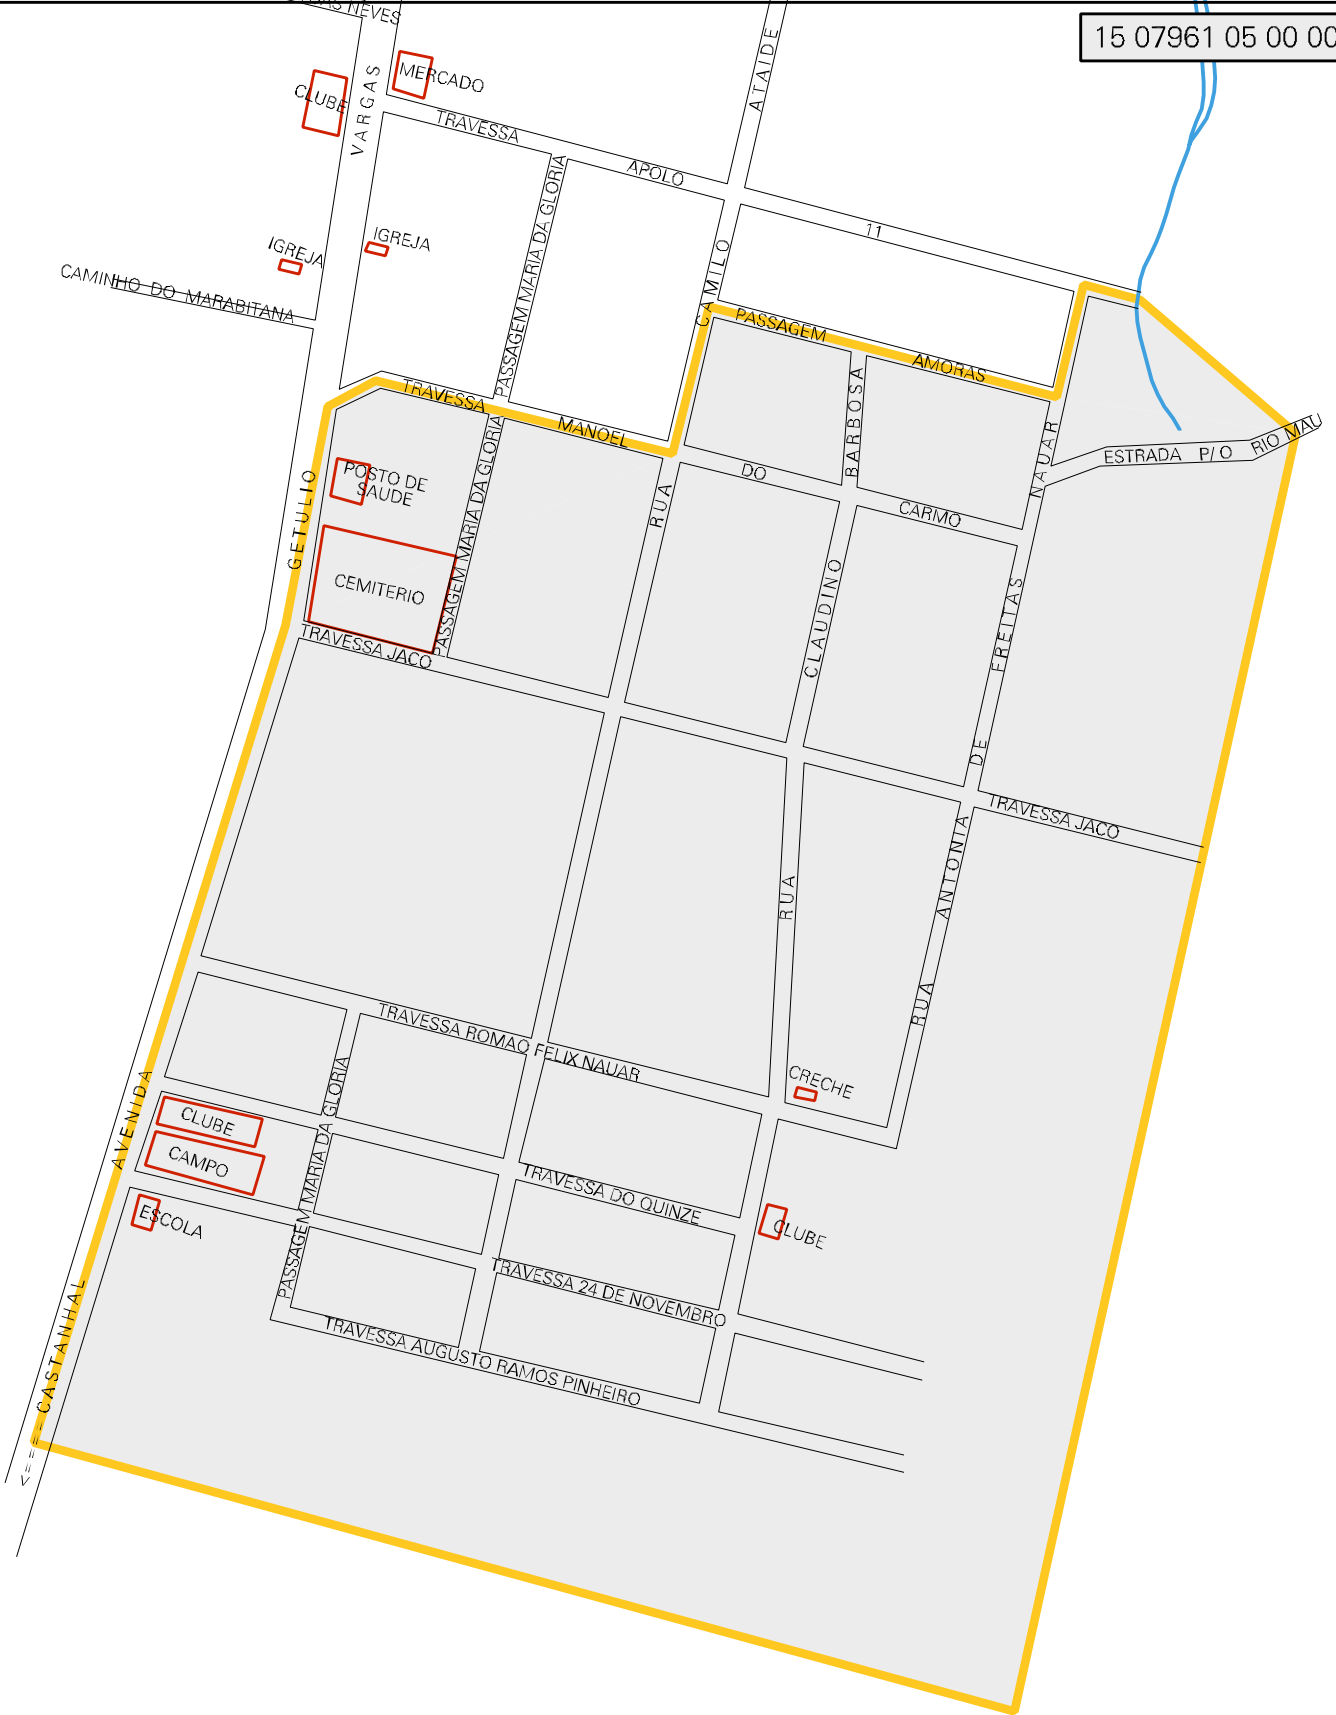 AS NEVES
15 07961 05 00 00
ATAIDE
MERCADO
CLUBE
VARGAS
TRAVESSA
APOLO
11
PASSAGEM MARIA DA GLORIA
IGREJA
IGREJA
CAMINHO DO MARABITANA
CAMILO
PASSAGEM
AMORAS
TRAVESSA
MANOEL
BARBOSA
NAUAR
ESTRADA P/O RIO MAU
POSTO DE
SAUDE
GETULIO
PASSAGEM MARIA DA GLORIA
RUA
DO
CARMO
CEMITERIO
CLAUDINO
FREITAS
TRAVESSA JACO
DE
TRAVESSA JACO
RUA
ANTONIA
RUA
TRAVESSA ROMAO FELIX NAUAR
CRECHE
AVENIDA
PASSAGEM MARIA DA GLORIA
CLUBE
CAMPO
ESCOLA
TRAVESSA DO QUINZE
CLUBE
TRAVESSA 24 DE NOVEMBRO
TRAVESSA AUGUSTO RAMOS PINHEIRO
<==== CASTANHAL